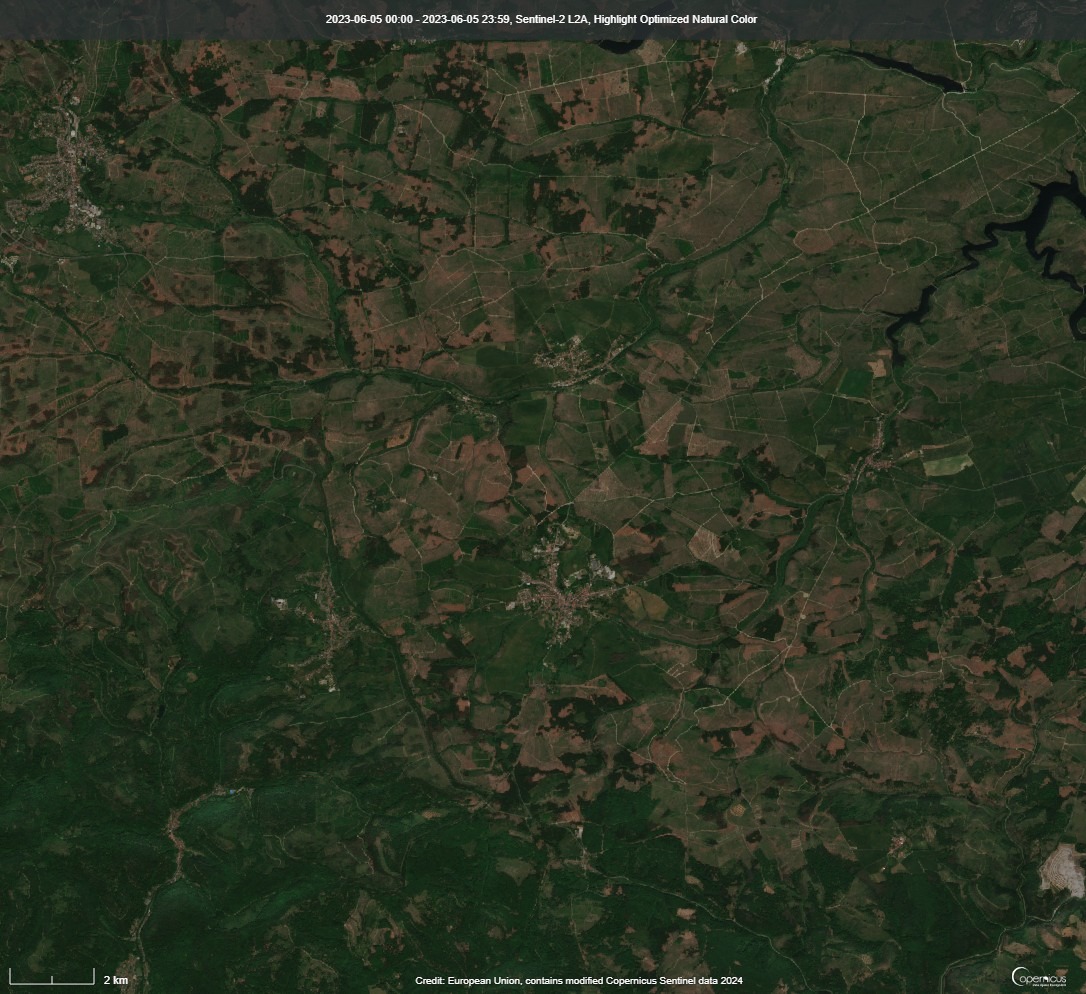 2023-06-05 00:00 - 2023-06-05 23:59, Sentinel-2 L2A, Highlight Optimized Natural Color
2 km
Credit: European Union, contains modified Copernicus Sentinel data 2024
Copernicus